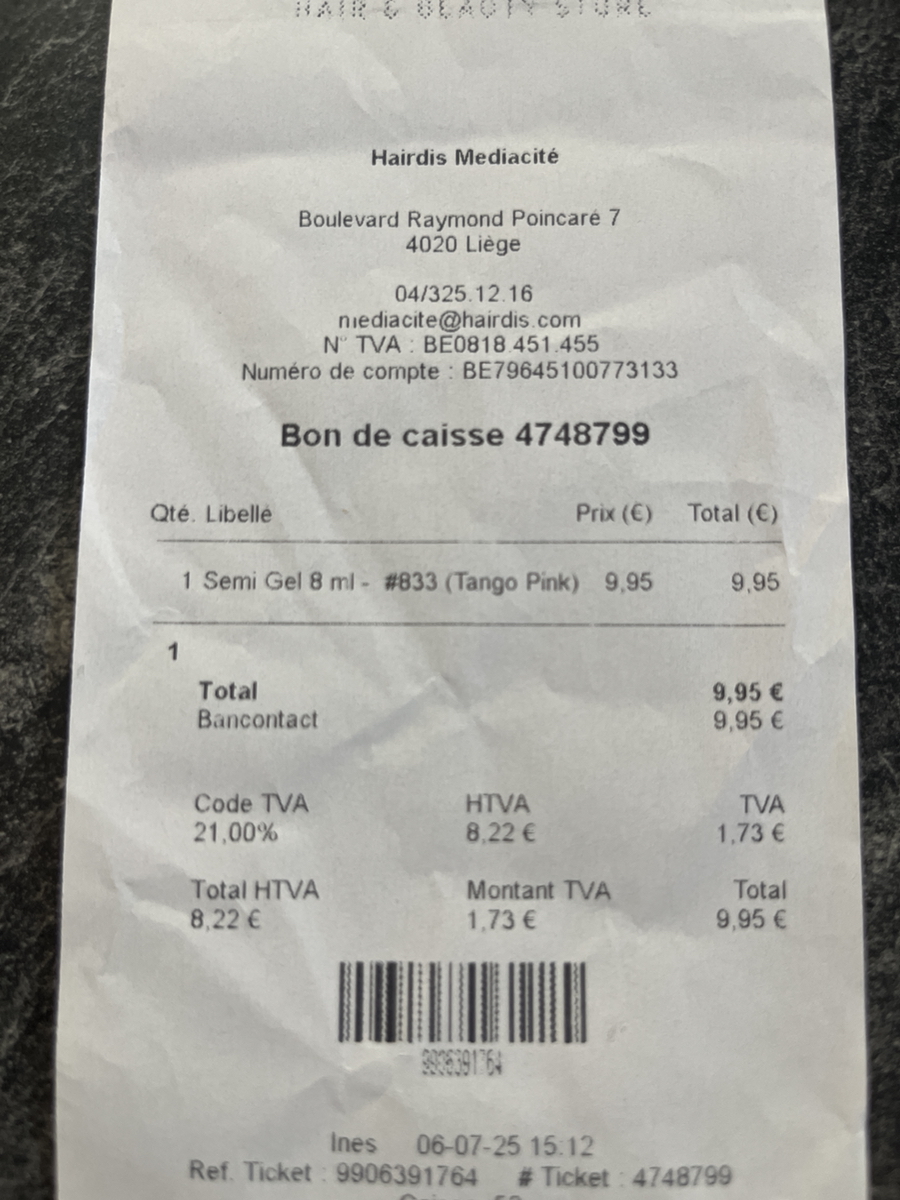 HAIR & BEAUTY STORE
Hairdis Mediacité
Boulevard Raymond Poincaré 7
4020 Liège
04/325.12.16
mediacite@hairdis.com
N° TVA : BE0818.451.455
Numéro de compte : BE79645100773133
Bon de caisse 4748799
Qté. Libellé Prix (€) Total (€)
1 Semi Gel 8 ml - #833 (Tango Pink) 9,95 9,95
1
Total 9,95 €
Bancontact 9,95 €
Code TVA HTVA TVA
21,00% 8,22 € 1,73 €
Total HTVA Montant TVA Total
8,22 € 1,73 € 9,95 €
9906391764
Ines 06-07-25 15:12
Ref. Ticket : 9906391764 # Ticket : 4748799